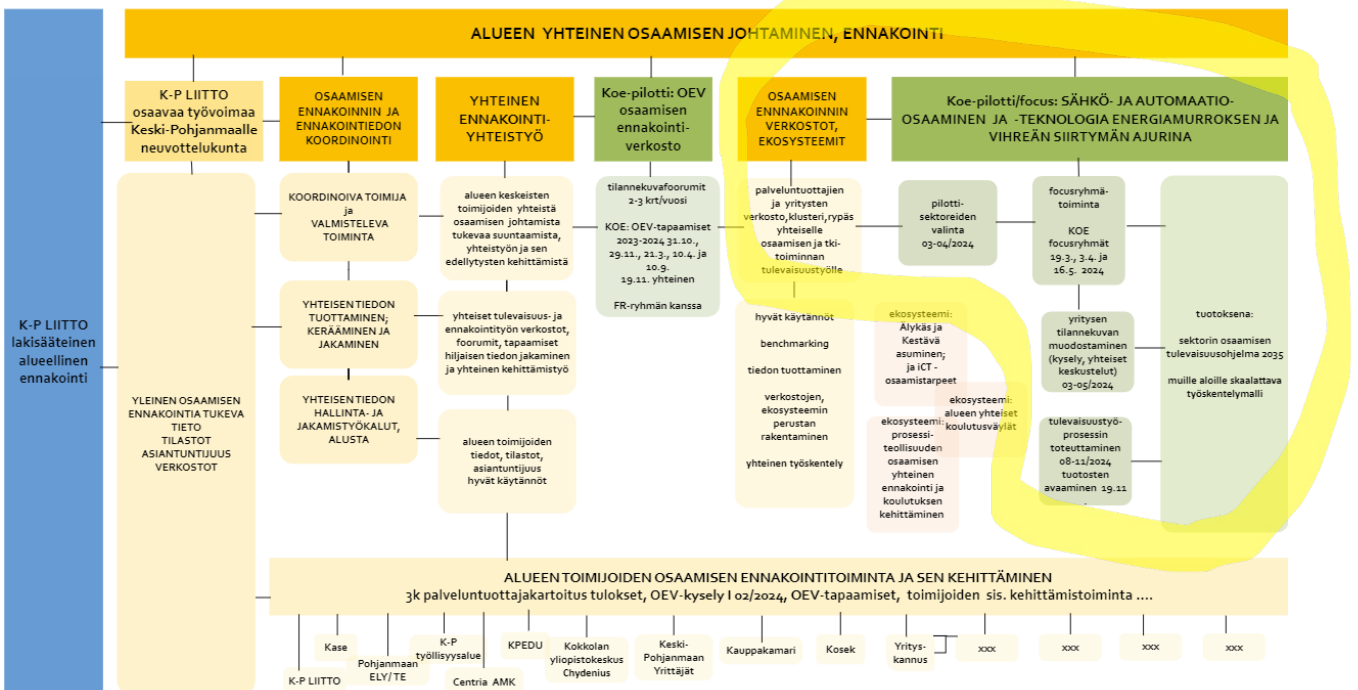 ALUEEN YHTEINEN OSAAMISEN JOHTAMINEN, ENNAKOINTI
K-P LIITTO
osaavaa työvoimaa
Keski-Pohjanmaalle
neuvottelukunta
OSAAMISEN
ENNAKOINNIN JA
ENNAKOINTITIEDON
KOORDINOINTI
YHTEINEN
ENNAKOINTI-
YHTEISTYÖ
Koe-pilotti: OEV
osaamisen
ennakointi-
verkosto
OSAAMISEN
ENNNAKOINNIN
VERKOSTOT,
EKOSYSTEEMIT
Koe-pilotti/focus: SÄHKÖ- JA AUTOMAATIO-
OSAAMINEN JA -TEKNOLOGIA ENERGIAMURROKSEN JA
VIHREÄN SIIRTYMÄN AJURINA
K-P LIITTO
lakisääteinen
alueellinen
ennakointi
YLEINEN OSAAMISEN
ENNAKOINTIA TUKEVA
TIETO
TILASTOT
ASIANTUNTIJUUS
VERKOSTOT
KOORDINOIVA TOIMIJA
ja
VALMISTELEVA
TOIMINTA
YHTEISEN TIEDON
TUOTTAMINEN;
KERÄÄMINEN JA
JAKAMINEN
YHTEISEN TIEDON
HALLINTA- JA
JAKAMISTYÖKALUT,
ALUSTA
alueen keskeisten
toimijoiden yhteistä
osaamisen johtamista
tukevaa suuntaamista,
yhteistyön ja sen
edellytysten kehittämistä
yhteiset tulevaisuus- ja
ennakointityön verkostot,
foorumit, tapaamiset
hiljaisen tiedon jakaminen
ja yhteinen kehittämistyö
alueen toimijoiden
tiedot, tilastot,
asiantuntijuus
hyvät käytännöt
tilannekuvafoorumit
2-3 krt/vuosi
KOE: OEV-tapaamiset
2023-2024 31.10.,
29.11., 21.3., 10.4. ja
10.9.
19.11. yhteinen
FR-ryhmän kanssa
palveluntuottajien
ja yritysten
verkosto,klusteri,rypäs
yhteiselle
osaamisen ja tki-
toiminnan
tulevaisuustyölle
hyvät käytännöt
benchmarking
tiedon tuottaminen
verkostojen,
ekosysteemin
perustan
rakentaminen
yhteinen työskentely
pilotti-
sektoreiden
valinta
03-04/2024
ekosysteemi:
Älykäs ja
Kestävä
asuminen;
ja iCT -
osaamistarpeet
ekosysteemi:
alueen yhteiset
koulutusväylät
ekosysteemi:
prosessi-
teollisuuden
osaamisen
yhteinen
ennakointi ja
koulutuksen
kehittäminen
focusryhmä-
toiminta
KOE
focusryhmät
19.3., 3.4. ja
16.5. 2024
yritysen
tilannekuvan
muodostaminen
(kysely, yhteiset
keskustelut)
03-05/2024
tulevaisuustyö-
prosessin
toteuttaminen
08-11/2024
tuotosten
avaaminen 19.11
.
tuotoksena:
sektorin osaamisen
tulevaisuusohjelma 2035
muille aloille skaalattava
työskentelymalli
ALUEEN TOIMIJOIDEN OSAAMISEN ENNAKOINTITOIMINTA JA SEN KEHITTÄMINEN
3k palveluntuottajakartoitus tulokset, OEV-kysely I 02/2024, OEV-tapaamiset, toimijoiden sis. kehittämistoiminta ....
K-P LIITTO
Kase
Pohjanmaan
ELY/ TE
K-P
työllisyysalue
Centria AMK
KPEDU
Kokkolan
yliopistokeskus
Chydenius
Keski-
Pohjanmaan
Yrittäjät
Kauppakamari
Kosek
Yritys-
kannus
xxx
xxx
xxx
xxx